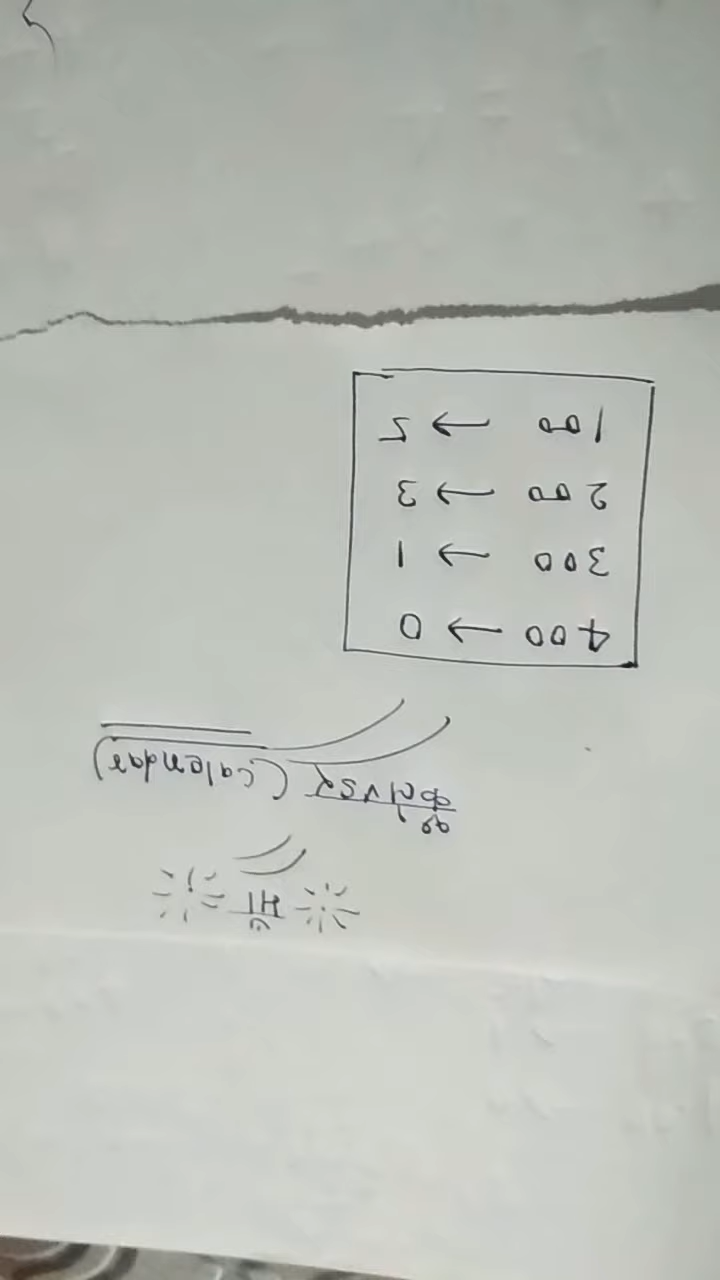 माँ
कैलेण्डर (Calendar)
400 → 0
300 → 1
200 → 3
100 → 5